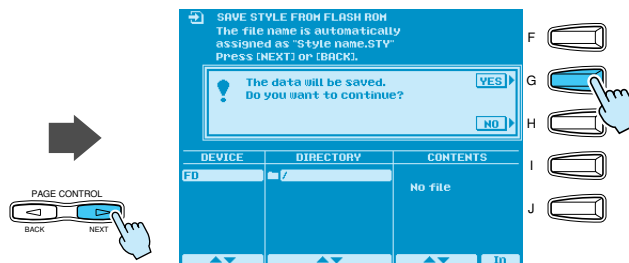 SAVE STYLE FROM FLASH ROM
The file name is automatically
assigned as "Style name.STY"
Press [NEXT] or [BACK].
The data will be saved.
Do you want to continue?
YES
NO
DEVICE DIRECTORY CONTENTS
FD / No file
In
F
G
H
I
J
PAGE CONTROL
BACK NEXT